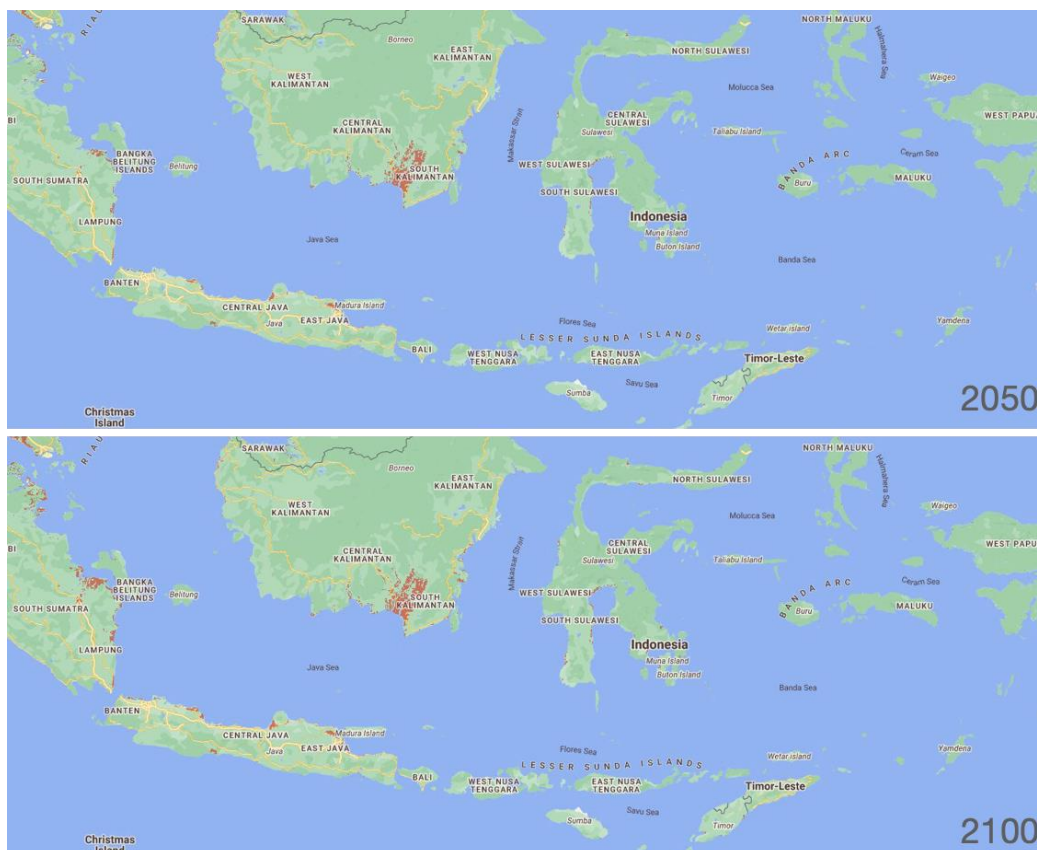 RIAU
SARAWAK
Borneo
NORTH MALUKU
Halmahera Sea
EAST
KALIMANTAN
NORTH SULAWESI
WEST
KALIMANTAN
Molucca Sea
Waigeo
Makassar Strait
CENTRAL
SULAWESI
WEST PAPU
CENTRAL
KALIMANTAN
Sulawesi
Taliabu Island
BI
BANGKA
BELITUNG
ISLANDS
Belitung
WEST SULAWESI
BANDA ARC
Ceram Sea
SOUTH SUMATRA
SOUTH
KALIMANTAN
Buru
MALUKU
SOUTH SULAWESI
LAMPUNG
Indonesia
Muna Island
Buton Island
Java Sea
Banda Sea
BANTEN
CENTRAL JAVA
Madura Island
Java
EAST JAVA
Flores Sea
Wetar Island
Yamdena
LESSER SUNDA ISLANDS
BALI
WEST NUSA
TENGGARA
EAST NUSA
TENGGARA
Timor-Leste
Savu Sea
Sumba
Timor
Christmas
Island
2050
RIAU
SARAWAK
Borneo
NORTH MALUKU
Halmahera Sea
EAST
KALIMANTAN
NORTH SULAWESI
WEST
KALIMANTAN
Molucca Sea
Waigeo
Makassar Strait
CENTRAL
SULAWESI
WEST PAPU
CENTRAL
KALIMANTAN
Sulawesi
Taliabu Island
BI
BANGKA
BELITUNG
ISLANDS
Belitung
WEST SULAWESI
BANDA ARC
Ceram Sea
SOUTH SUMATRA
SOUTH
KALIMANTAN
Buru
MALUKU
SOUTH SULAWESI
LAMPUNG
Indonesia
Muna Island
Buton Island
Java Sea
Banda Sea
BANTEN
CENTRAL JAVA
Madura Island
Java
EAST JAVA
Flores Sea
Wetar Island
Yamdena
LESSER SUNDA ISLANDS
BALI
WEST NUSA
TENGGARA
EAST NUSA
TENGGARA
Timor-Leste
Savu Sea
Sumba
Timor
Christmas
Island
2100